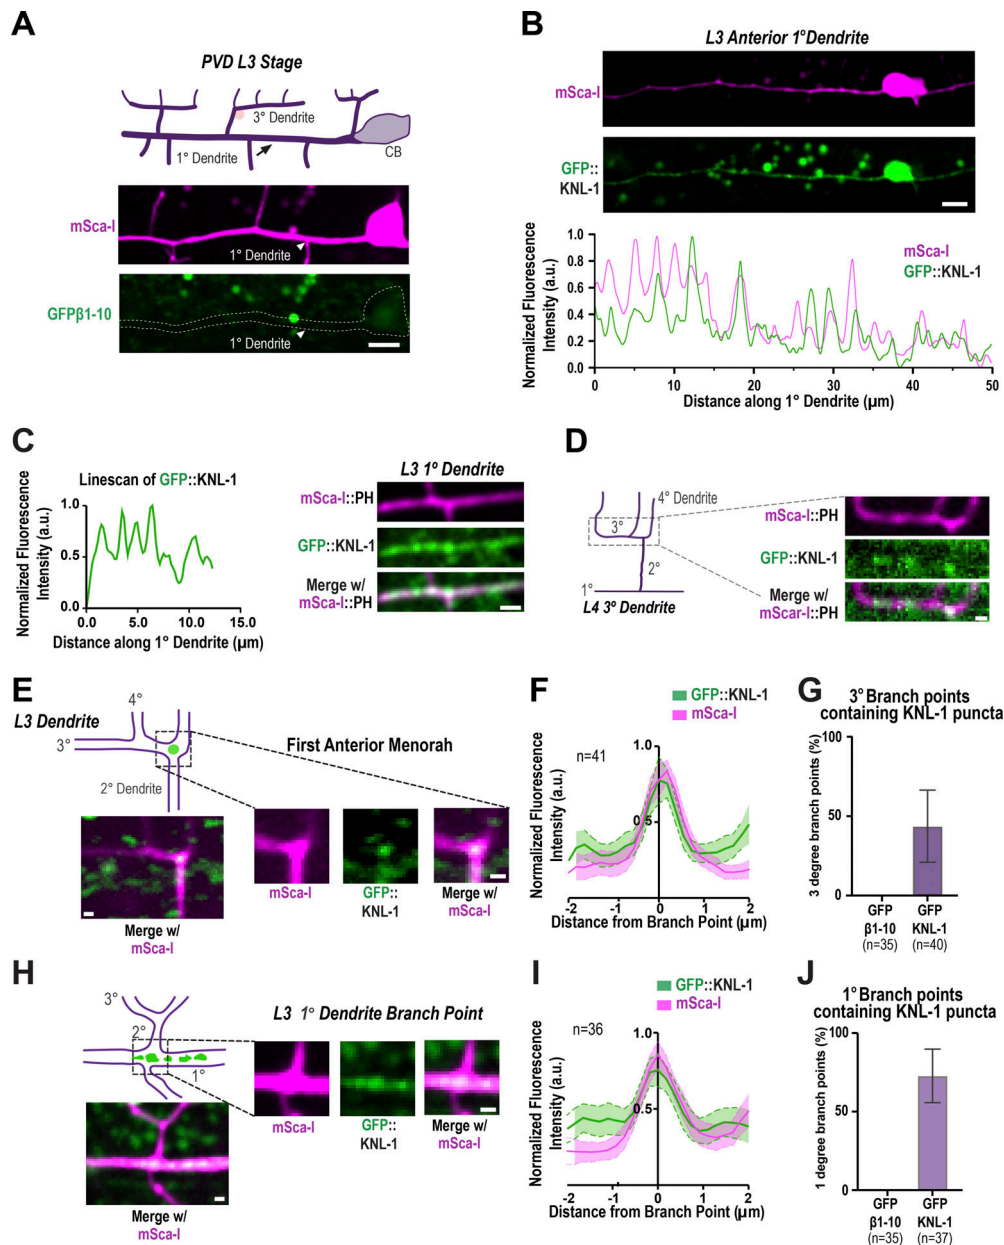 A
PVD L3 Stage
3° Dendrite
1° Dendrite
CB
mSca-I
1° Dendrite
GFPβ1-10
1° Dendrite
B
L3 Anterior 1°Dendrite
mSca-I
GFP::
KNL-1
Normalized Fluorescence
Intensity (a.u.)
1.0
0.8
0.6
0.4
0.2
0.0
mSca-I
GFP::KNL-1
0 10 20 30 40 50
Distance along 1° Dendrite (µm)
C
Linescan of GFP::KNL-1
Normalized Fluorescence
Intensity (a.u.)
1.0
0.5
0.0
0.0 5.0 10.0 15.0
Distance along 1° Dendrite (µm)
L3 1° Dendrite
mSca-I::PH
GFP::KNL-1
Merge w/
mSca-I::PH
D
4° Dendrite
3°
2°
1°
L4 3° Dendrite
mSca-I::PH
GFP::KNL-1
Merge w/
mScar-I::PH
E
L3 Dendrite
4°
3°
2° Dendrite
First Anterior Menorah
Merge w/
mSca-I
mSca-I
GFP::
KNL-1
Merge w/
mSca-I
F
GFP::KNL-1
mSca-I
n=41
Normalized Fluorescence
Intensity (a.u.)
1.0
0.5
-2 -1 0 1 2
Distance from Branch Point (µm)
G
3° Branch points
containing KNL-1 puncta
3 degree branch points (%)
100
50
0
GFP
β1-10
(n=35)
GFP
KNL-1
(n=40)
H
3°
2°
1°
L3 1° Dendrite Branch Point
Merge w/
mSca-I
mSca-I
GFP::
KNL-1
Merge w/
mSca-I
I
GFP::KNL-1
mSca-I
n=36
Normalized Fluorescence
Intensity (a.u.)
1.0
0.5
-2 -1 0 1 2
Distance from Branch Point (µm)
J
1° Branch points
containing KNL-1 puncta
1 degree branch points (%)
100
50
0
GFP
β1-10
(n=35)
GFP
KNL-1
(n=37)